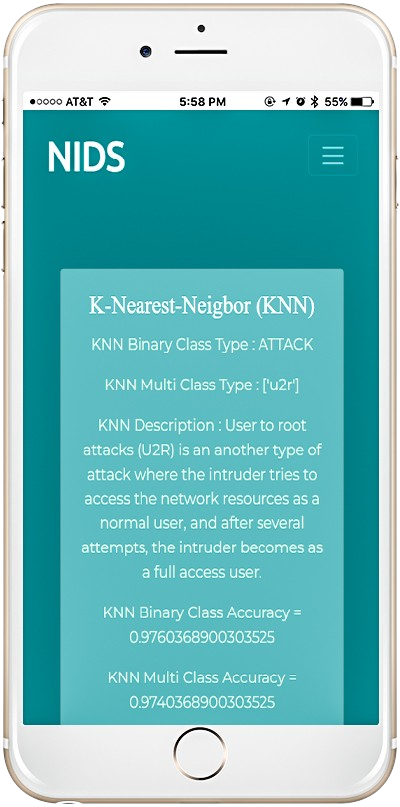 AT&T 5:58 PM 55%
NIDS
K-Nearest-Neigbor (KNN)
KNN Binary Class Type : ATTACK
KNN Multi Class Type : ['u2r']
KNN Description : User to root
attacks (U2R) is an another type of
attack where the intruder tries to
access the network resources as a
normal user, and after several
attempts, the intruder becomes as
a full access user.
KNN Binary Class Accuracy =
0.9760368900303525
KNN Multi Class Accuracy =
0.9740368900303525